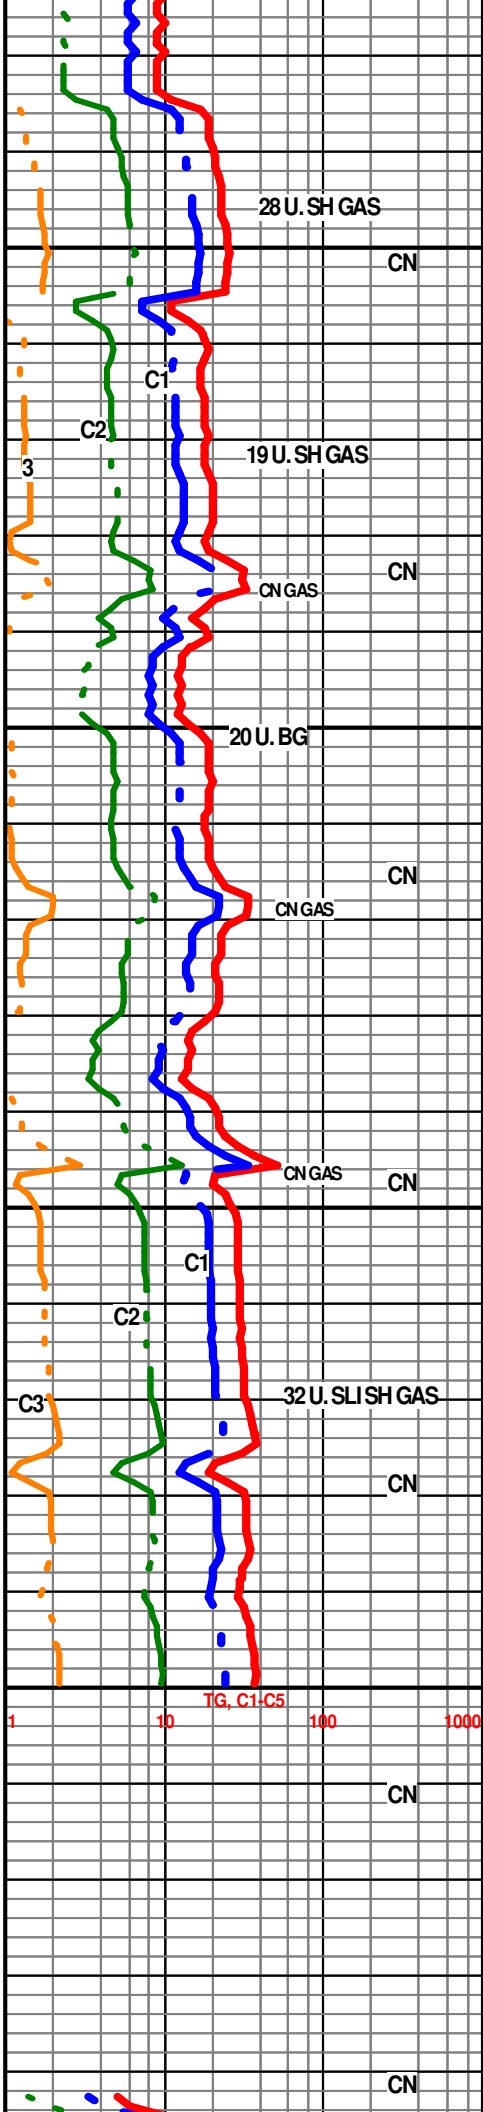 28 U. SH GAS
CN
C1
C2
19 U. SH GAS
3
CN
CN GAS
20 U. BG
CN
CN GAS
CN GAS
CN
C1
C2
32 U. SLI SH GAS
C3
CN
TG, C1-C5
1 10 100 1000
CN
CN